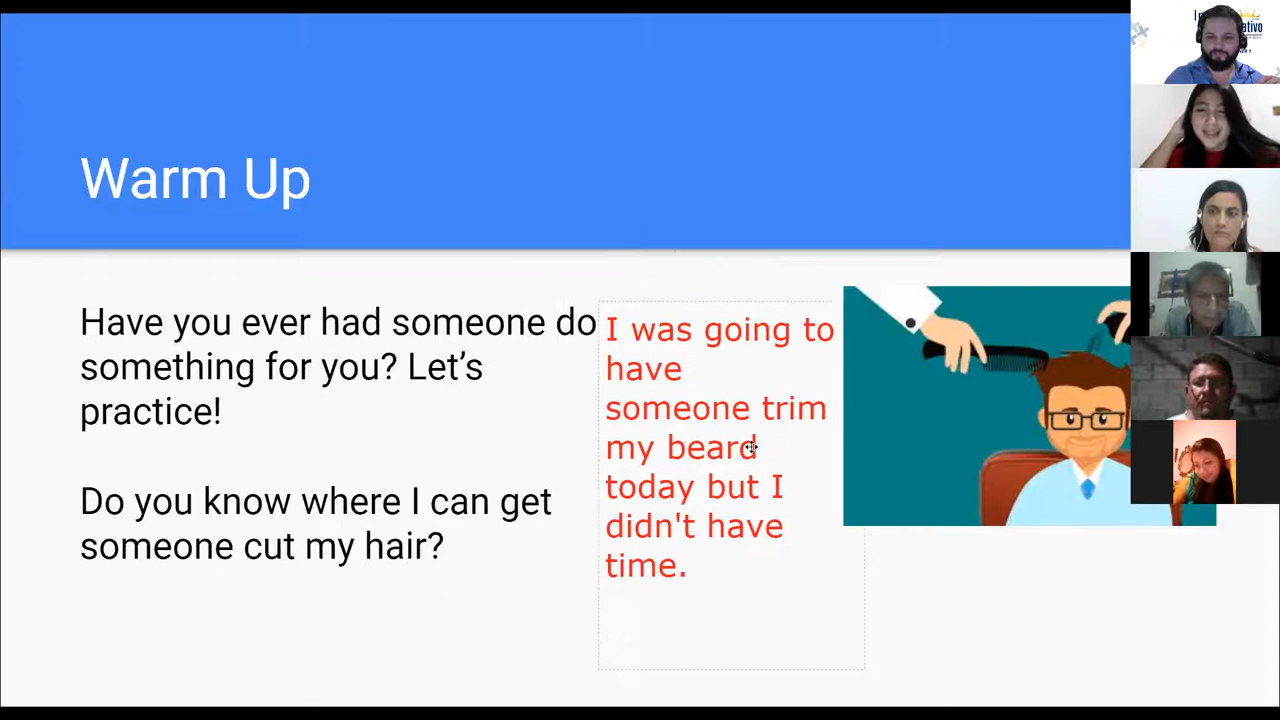 Warm Up
Have you ever had someone do
something for you? Let’s
practice!
Do you know where I can get
someone cut my hair?
I was going to
have
someone trim
my beard
today but I
didn't have
time.